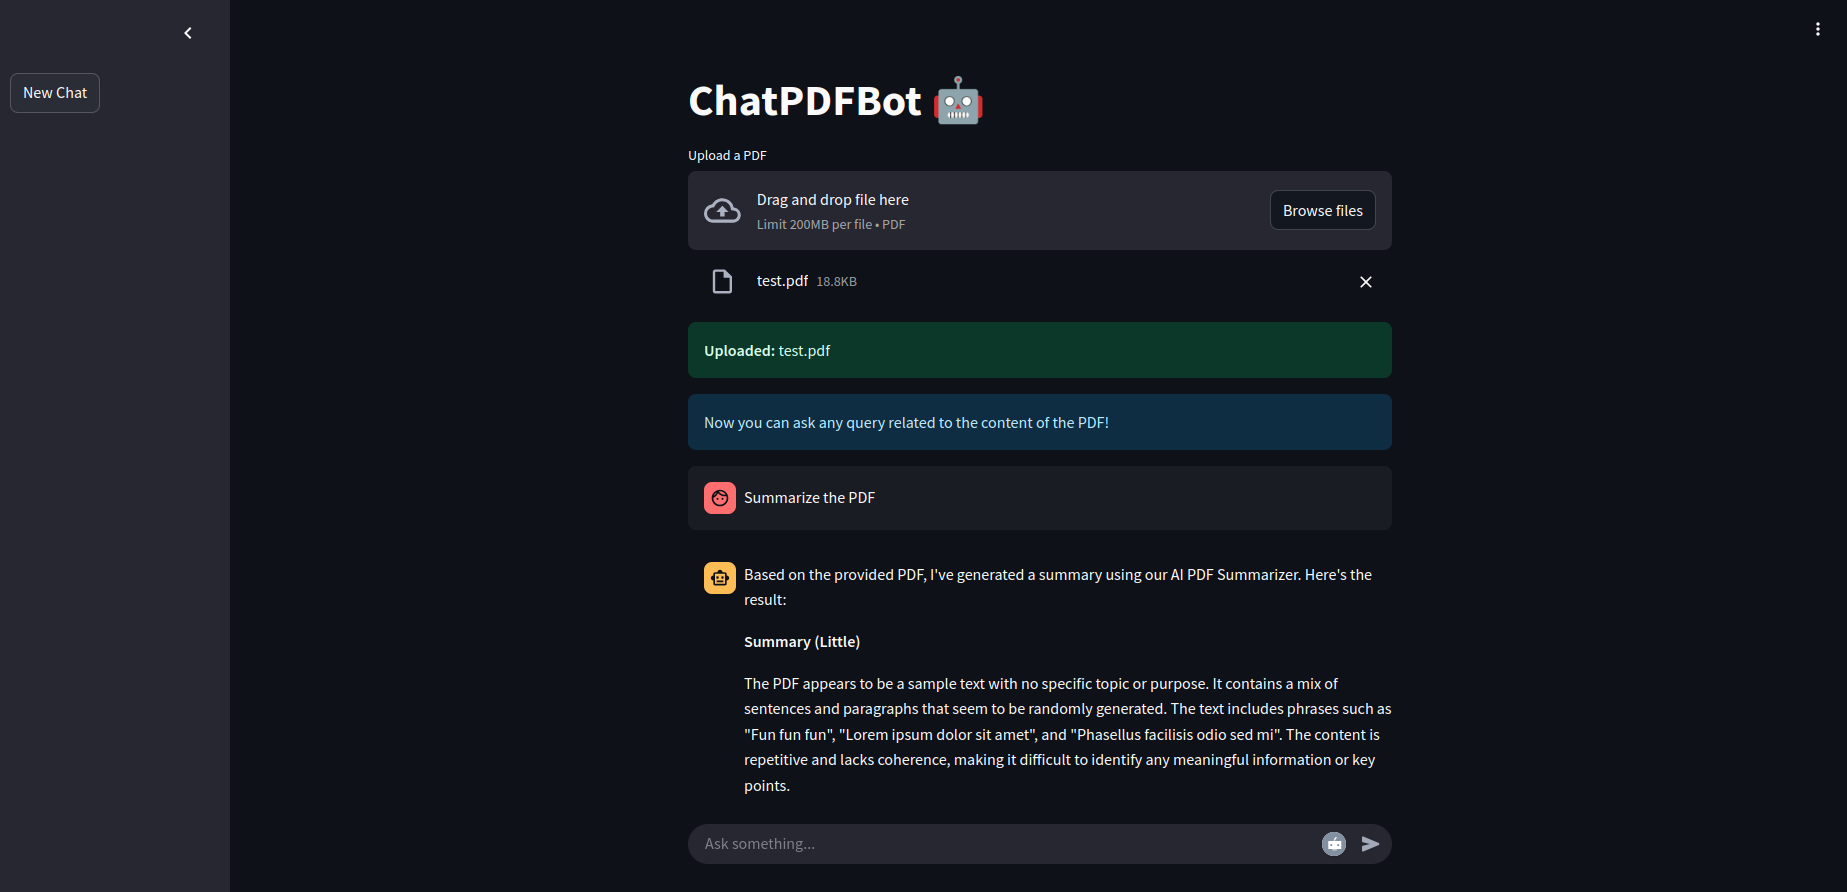 New Chat
ChatPDFBot
Upload a PDF
Drag and drop file here
Limit 200MB per file • PDF
Browse files
test.pdf 18.8KB
Uploaded: test.pdf
Now you can ask any query related to the content of the PDF!
Summarize the PDF
Based on the provided PDF, I've generated a summary using our AI PDF Summarizer. Here's the
result:
Summary (Little)
The PDF appears to be a sample text with no specific topic or purpose. It contains a mix of
sentences and paragraphs that seem to be randomly generated. The text includes phrases such as
"Fun fun fun", "Lorem ipsum dolor sit amet", and "Phasellus facilisis odio sed mi". The content is
repetitive and lacks coherence, making it difficult to identify any meaningful information or key
points.
Ask something...